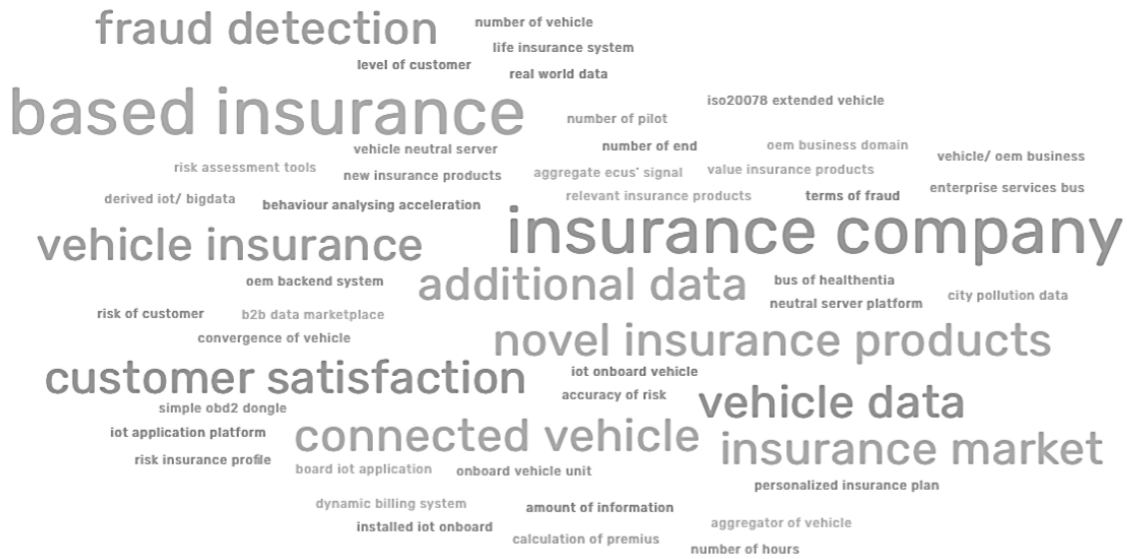 fraud detection
number of vehicle
life insurance system
level of customer
real world data
based insurance
iso20078 extended vehicle
number of pilot
vehicle neutral server
number of end
oem business domain
vehicle/ oem business
risk assessment tools
new insurance products
aggregate ecus' signal
value insurance products
enterprise services bus
derived iot/ bigdata
behaviour analysing acceleration
relevant insurance products
terms of fraud
vehicle insurance
insurance company
oem backend system
additional data
bus of healthentia
neutral server platform
city pollution data
risk of customer
b2b data marketplace
convergence of vehicle
novel insurance products
customer satisfaction
iot onboard vehicle
accuracy of risk
vehicle data
simple obd2 dongle
iot application platform
connected vehicle
insurance market
risk insurance profile
board iot application
onboard vehicle unit
personalized insurance plan
dynamic billing system
amount of information
installed iot onboard
calculation of premius
aggregator of vehicle
number of hours